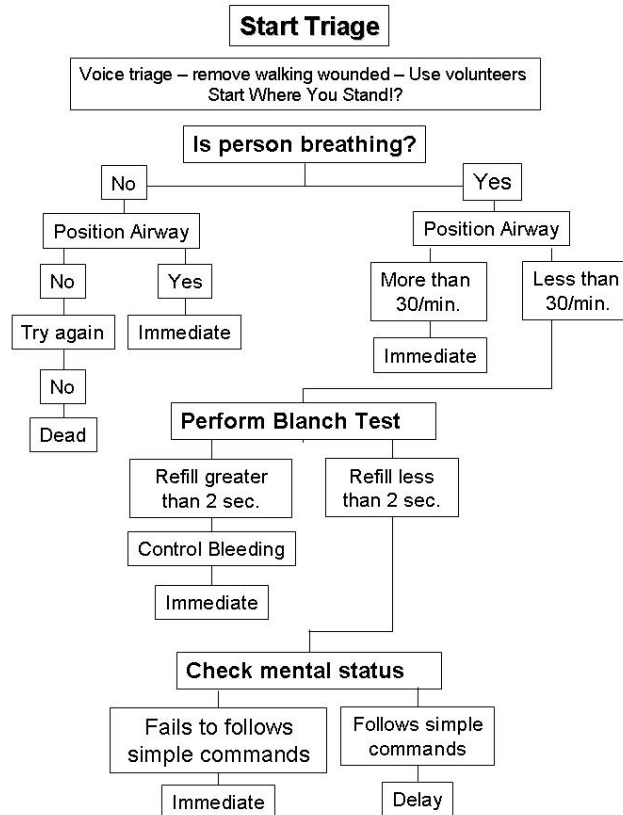 Start Triage
Voice triage – remove walking wounded – Use volunteers
Start Where You Stand!?
Is person breathing?
No
Yes
Position Airway
Position Airway
No
Yes
More than
30/min.
Less than
30/min.
Try again
Immediate
Immediate
No
Dead
Perform Blanch Test
Refill greater
than 2 sec.
Refill less
than 2 sec.
Control Bleeding
Immediate
Check mental status
Fails to follows
simple commands
Follows simple
commands
Immediate
Delay